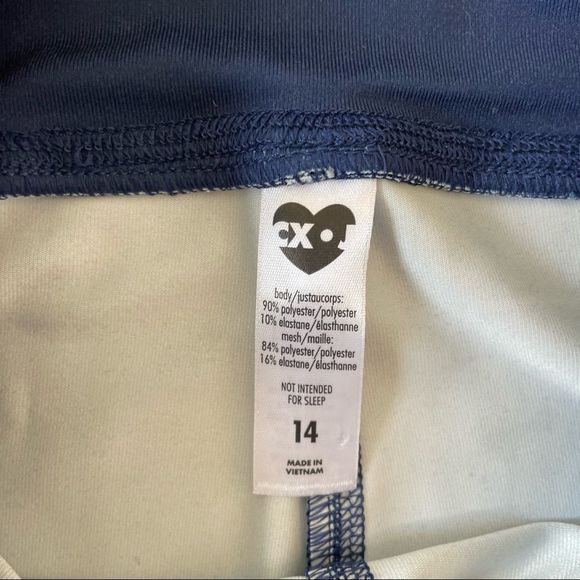 CXOJ
body/justaucorps:
90% polyester/polyester
10% elastane/élasthanne
mesh/maille:
84% polyester/polyester
16% elastane/élasthanne
NOT INTENDED
FOR SLEEP
14
MADE IN
VIETNAM